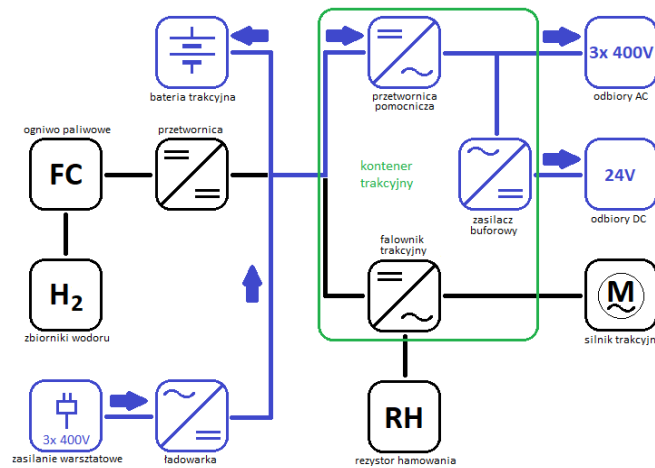 3x 400V
bateria trakcyjna
przetwornica
pomocnicza
odbiory AC
ogniwo paliwowe
przetwornica
FC
kontener
trakcyjny
24V
zasilacz
buforowy
odbiory DC
falownik
trakcyjny
H2
M
zbiorniki wodoru
silnik trakcyjn
RH
3x 400V
zasilanie warsztatowe
ładowarka
rezystor hamowania